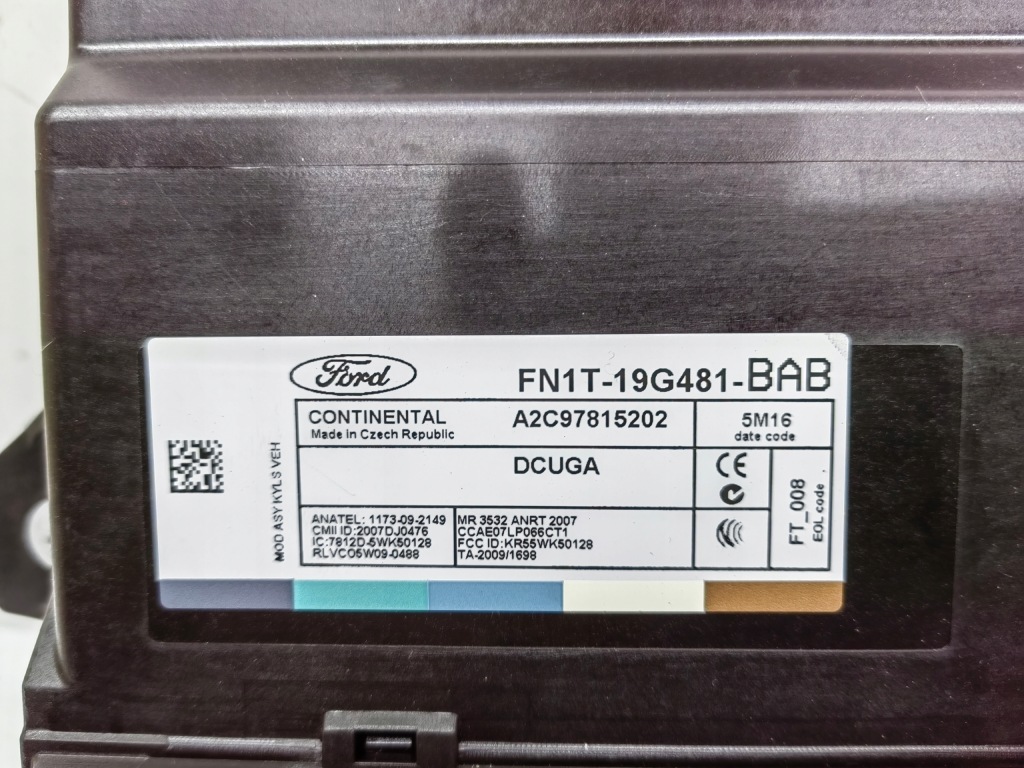 Ford
FN1T-19G481-BAB
CONTINENTAL
Made in Czech Republic
A2C97815202
5M16
date code
DCUGA
CE
FT_008
EOL code
MOD ASY KYLS VEH
ANATEL: 1173-09-2149
CMII ID:2007DJ0476
IC:7812D-5WK50128
RLVCO5W09-0488
MR 3532 ANRT 2007
CCAE07LP066CT1
FCC ID:KR55WK50128
TA-2009/1698